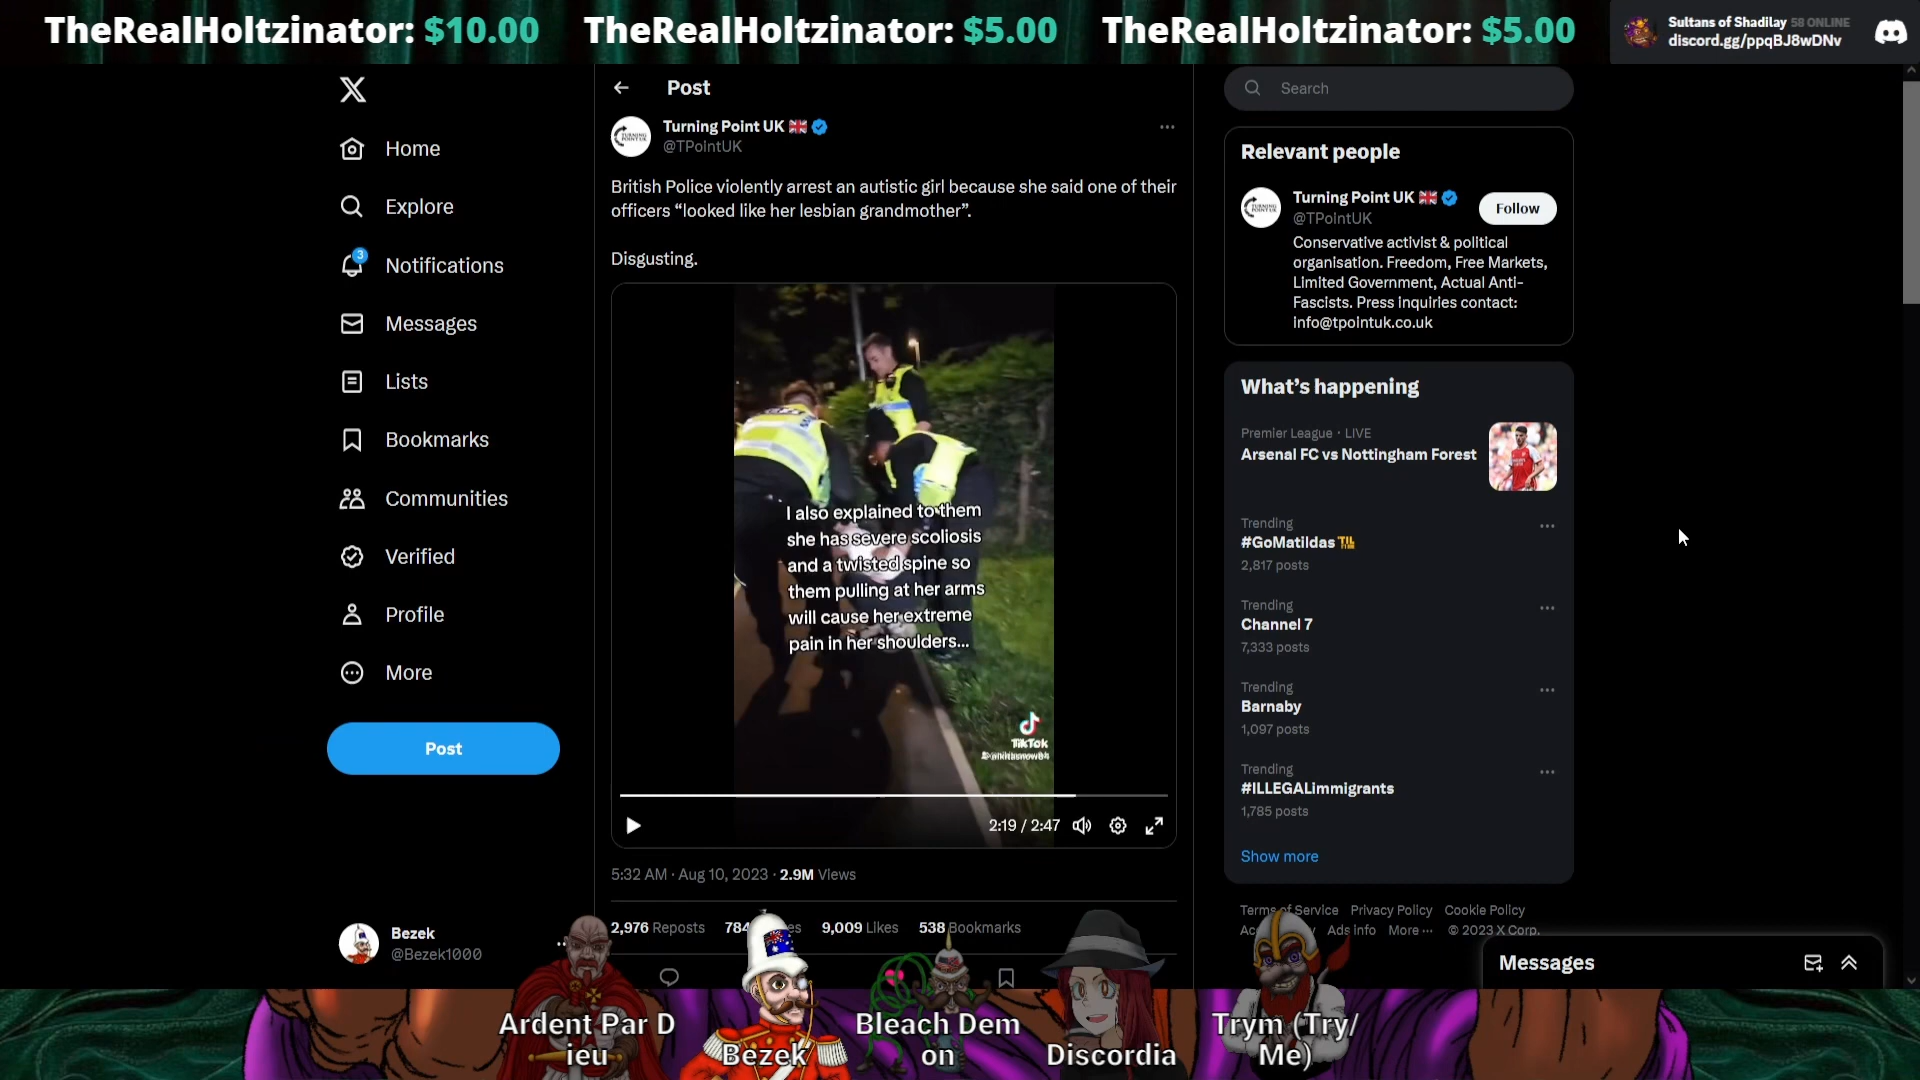 TheRealHoltzinator: $10.00 TheRealHoltzinator: $5.00 TheRealHoltzinator: $5.00
Sultans of Shadilay 58 ONLINE
discord.gg/ppqBJ8wDNv
Home
Explore
3
Notifications
Messages
Lists
Bookmarks
Communities
Verified
Profile
More
Post
Bezek
@Bezek1000
Post
Turning Point UK
@TPointUK
British Police violently arrest an autistic girl because she said one of their
officers “looked like her lesbian grandmother”.
Disgusting.
I also explained to them
she has severe scoliosis
and a twisted spine so
them pulling at her arms
will cause her extreme
pain in her shoulders...
TikTok
2:19 / 2:47
5:32 AM · Aug 10, 2023 · 2.9M Views
2,976 Reposts 784 9,009 Likes 538 Bookmarks
Search
Relevant people
Turning Point UK
@TPointUK
Follow
Conservative activist & political
organisation. Freedom, Free Markets,
Limited Government, Actual Anti-
Fascists. Press inquiries contact:
info@tpointuk.co.uk
What’s happening
Premier League · LIVE
Arsenal FC vs Nottingham Forest
Trending
#GoMatildas
2,817 posts
Trending
Channel 7
7,333 posts
Trending
Barnaby
1,097 posts
Trending
#ILLEGALimmigrants
1,785 posts
Show more
Terms of Service Privacy Policy Cookie Policy
Ads info More ··· © 2023 X Corp.
Messages
Ardent Par D
ieu
Bezek
Bleach Dem
on
Discordia
Trym (Try/
Me)